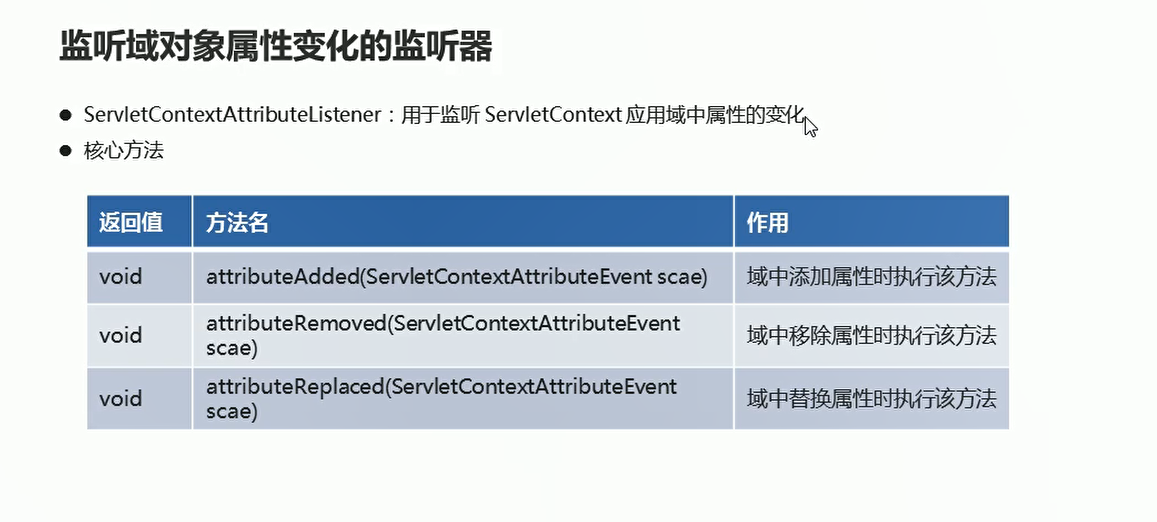 监听域对象属性变化的监听器
● ServletContextAttributeListener：用于监听 ServletContext 应用域中属性的变化
● 核心方法
返回值 方法名 作用
void attributeAdded(ServletContextAttributeEvent scae) 域中添加属性时执行该方法
void attributeRemoved(ServletContextAttributeEvent
scae) 域中移除属性时执行该方法
void attributeReplaced(ServletContextAttributeEvent
scae) 域中替换属性时执行该方法